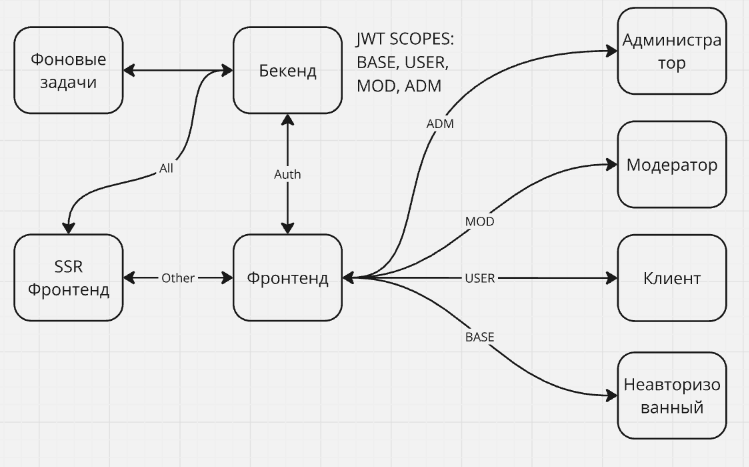 Фоновые
задачи
Бекенд
JWT SCOPES:
BASE, USER,
MOD, ADM
Администра
тор
ADM
Модератор
All
Auth
MOD
SSR
Фронтенд
Other
Фронтенд
USER
Клиент
BASE
Неавторизо
ванный